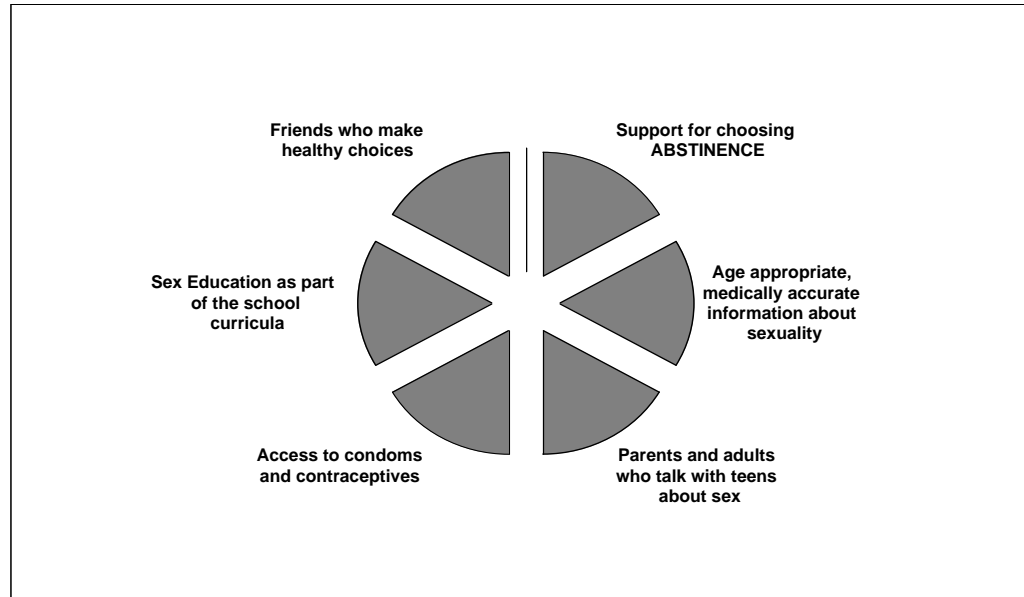 Friends who make
healthy choices
Support for choosing
ABSTINENCE
Sex Education as part
of the school
curricula
Age appropriate,
medically accurate
information about
sexuality
Access to condoms
and contraceptives
Parents and adults
who talk with teens
about sex